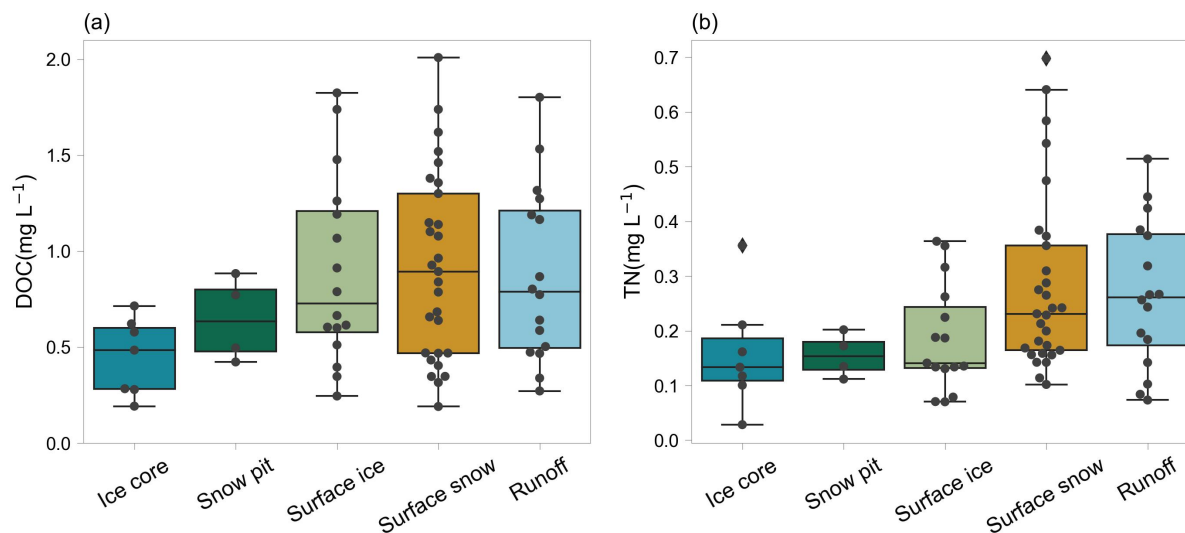 (a)
DOC(mg L⁻¹)
2.0
1.5
1.0
0.5
0.0
Ice core
Snow pit
Surface ice
Surface snow
Runoff
(b)
TN(mg L⁻¹)
0.7
0.6
0.5
0.4
0.3
0.2
0.1
0.0
Ice core
Snow pit
Surface ice
Surface snow
Runoff